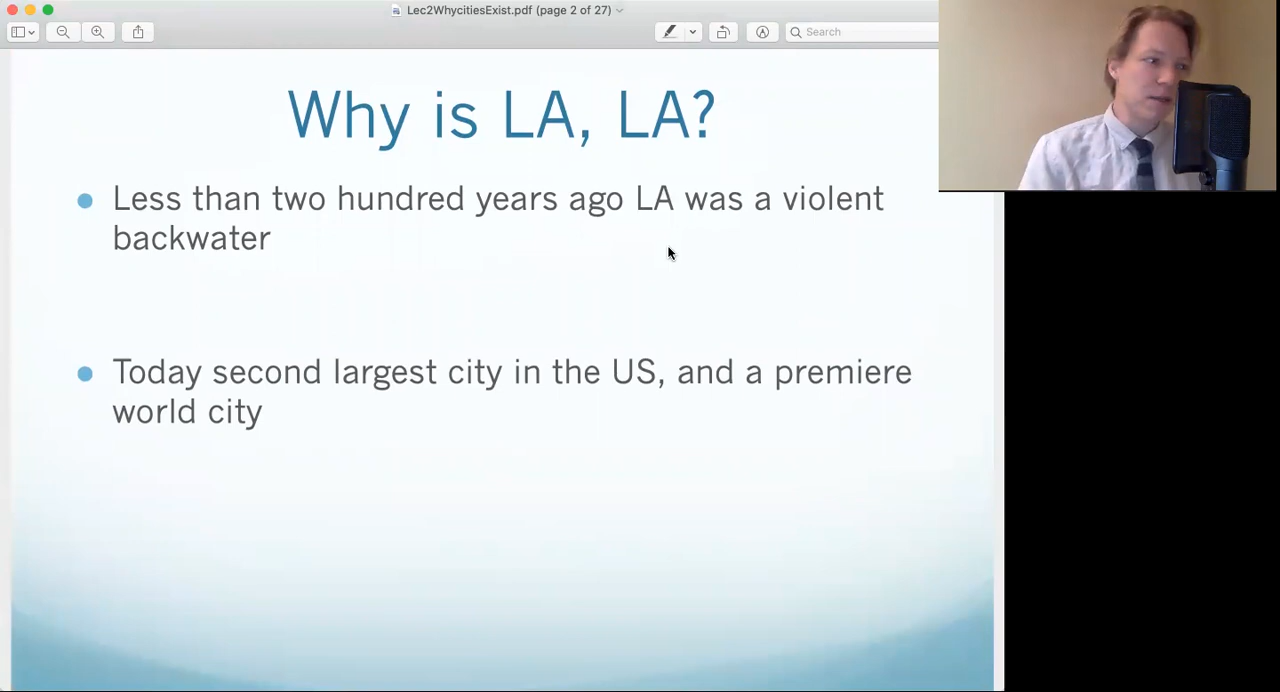 Lec2WhycitiesExist.pdf (page 2 of 27)
Search
Why is LA, LA?
Less than two hundred years ago LA was a violent
backwater
Today second largest city in the US, and a premiere
world city